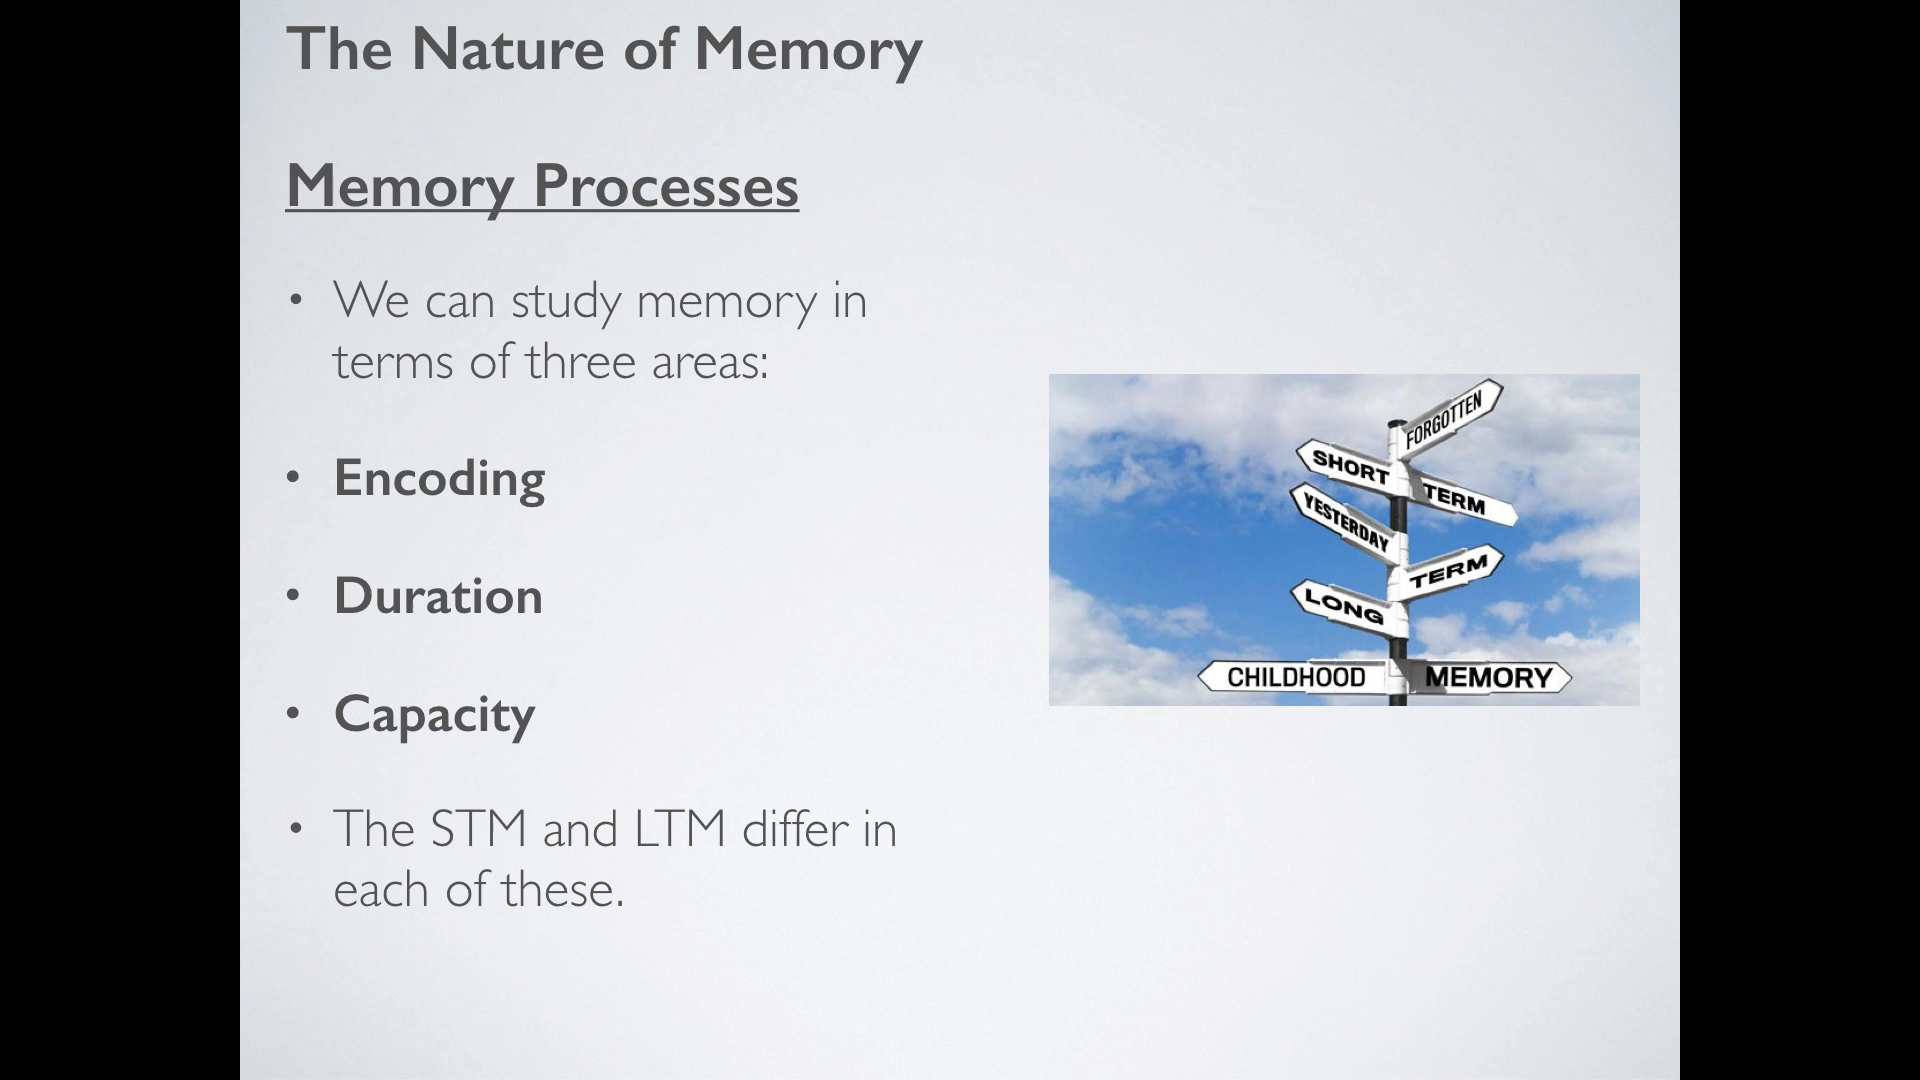 The Nature of Memory
Memory Processes
• We can study memory in
terms of three areas:
• Encoding
• Duration
• Capacity
• The STM and LTM differ in
each of these.
FORGOTTEN
SHORT TERM
YESTERDAY
TERM
LONG
CHILDHOOD MEMORY